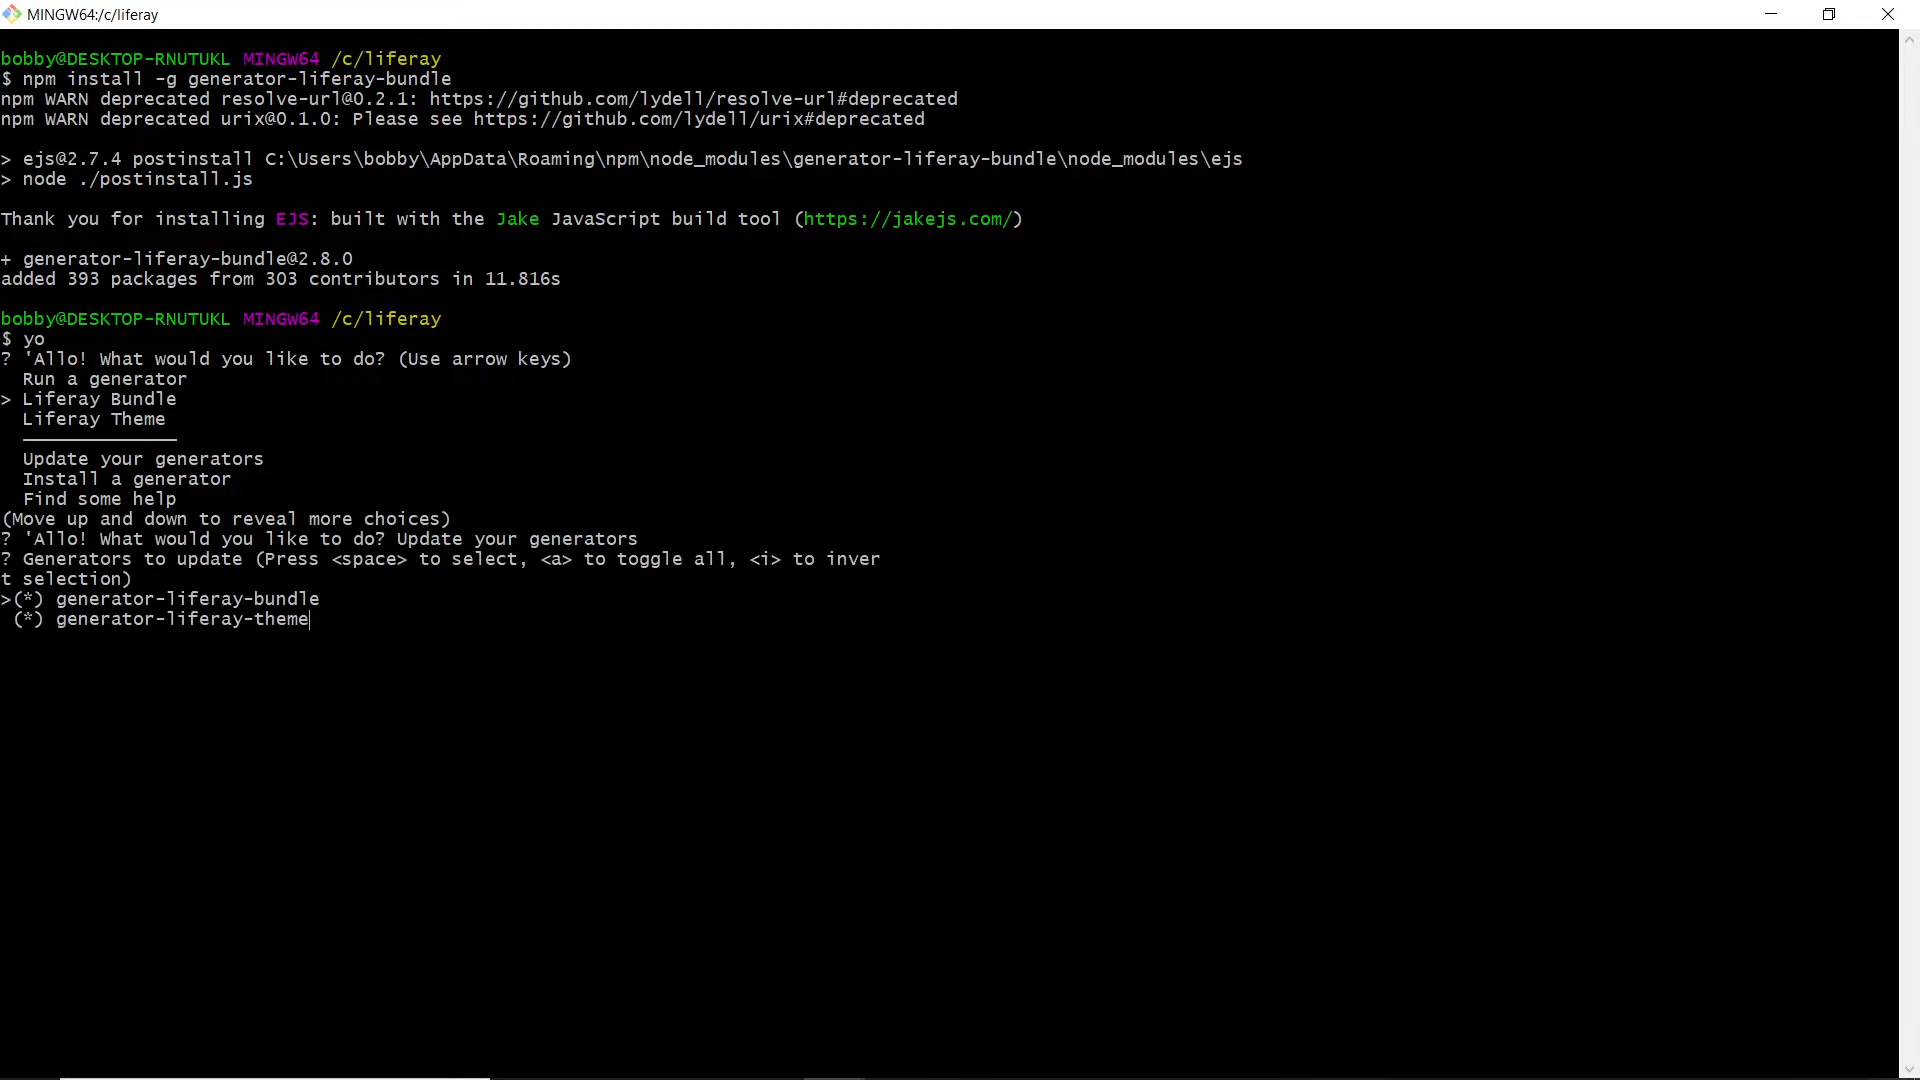 MINGW64:/c/liferay
bobby@DESKTOP-RNUTUKL MINGW64 /c/liferay
$ npm install -g generator-liferay-bundle
npm WARN deprecated resolve-url@0.2.1: https://github.com/lydell/resolve-url#deprecated
npm WARN deprecated urix@0.1.0: Please see https://github.com/lydell/urix#deprecated
> ejs@2.7.4 postinstall C:\Users\bobby\AppData\Roaming\npm\node_modules\generator-liferay-bundle\node_modules\ejs
> node ./postinstall.js
Thank you for installing EJS: built with the Jake JavaScript build tool (https://jakejs.com/)
+ generator-liferay-bundle@2.8.0
added 393 packages from 303 contributors in 11.816s
bobby@DESKTOP-RNUTUKL MINGW64 /c/liferay
$ yo
? 'Allo! What would you like to do? (Use arrow keys)
Run a generator
> Liferay Bundle
Liferay Theme
──────────────
Update your generators
Install a generator
Find some help
(Move up and down to reveal more choices)
? 'Allo! What would you like to do? Update your generators
? Generators to update (Press <space> to select, <a> to toggle all, <i> to inver
t selection)
>(*) generator-liferay-bundle
(*) generator-liferay-theme